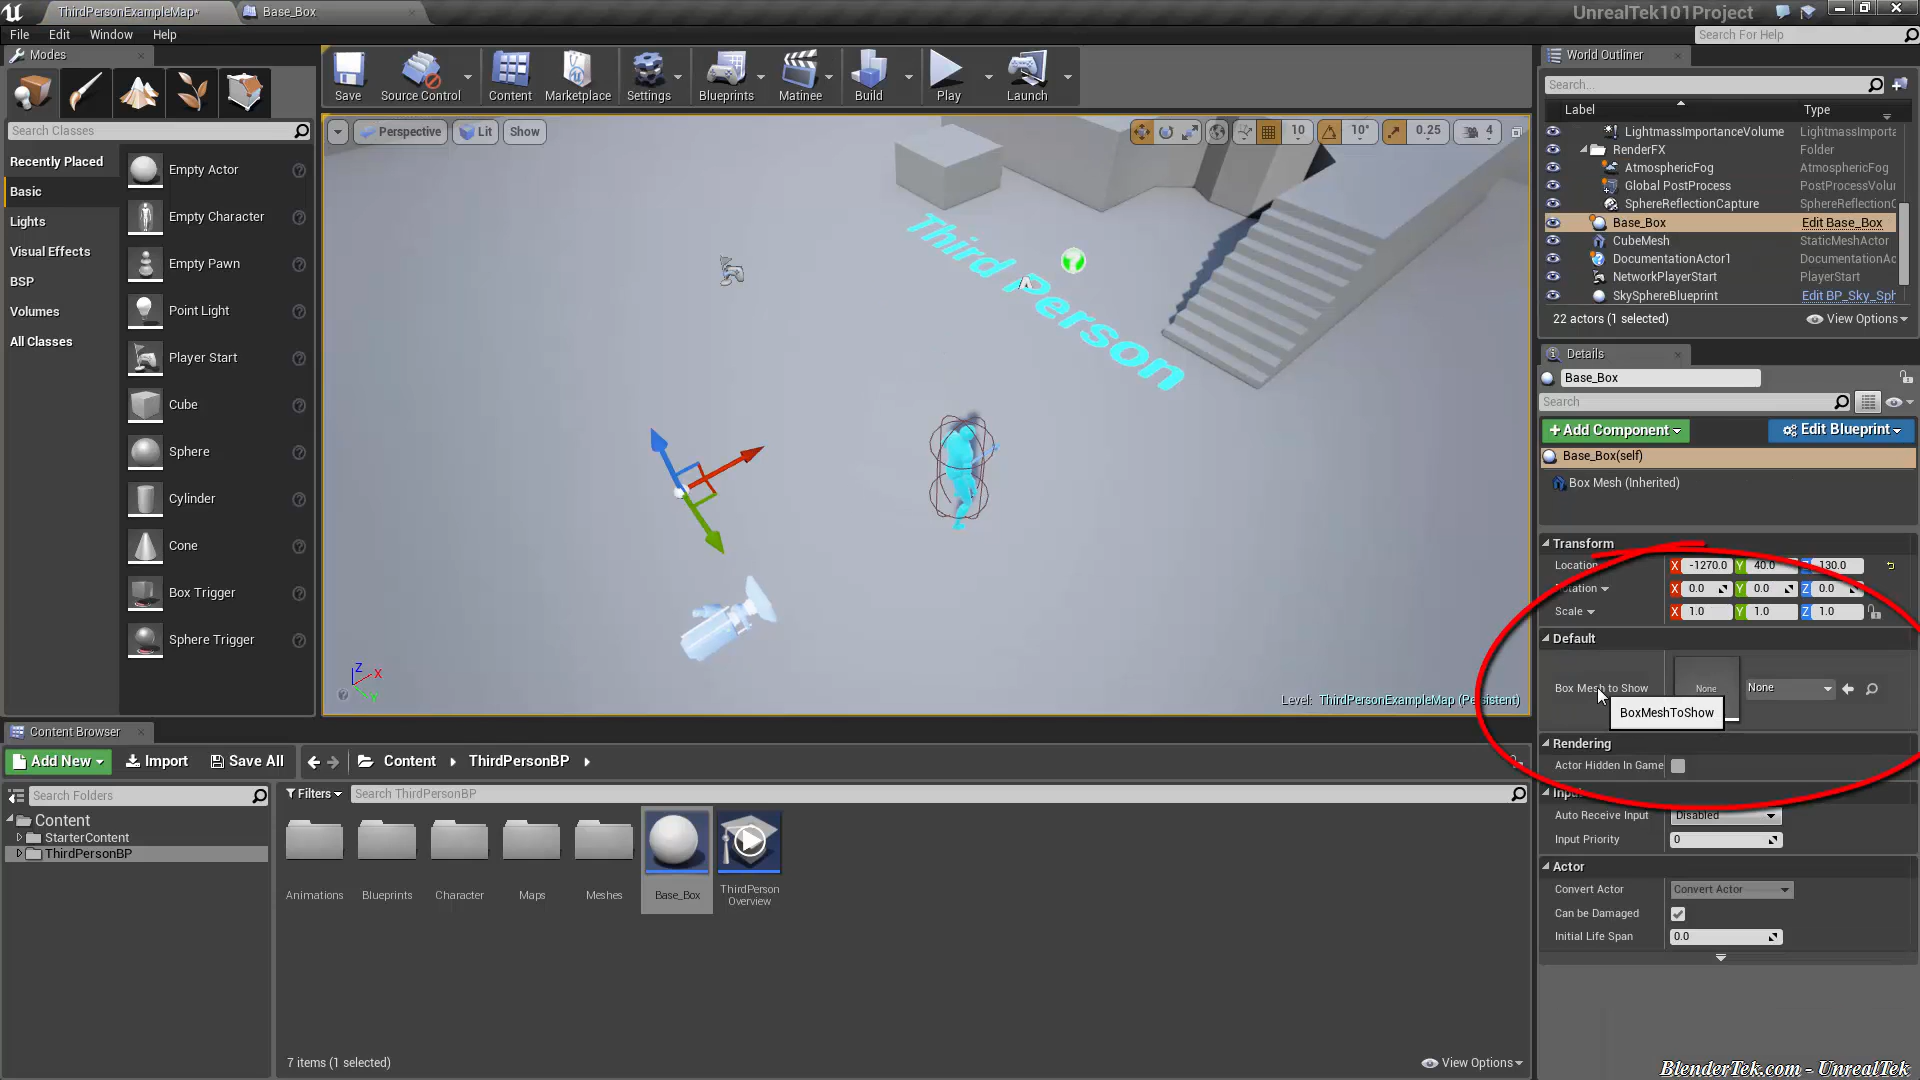 ThirdPersonExampleMap*
Base_Box
UnrealTek101Project
File Edit Window Help
Search For Help
Modes
Search Classes
Recently Placed
Basic
Lights
Visual Effects
BSP
Volumes
All Classes
Empty Actor
Empty Character
Empty Pawn
Point Light
Player Start
Cube
Sphere
Cylinder
Cone
Box Trigger
Sphere Trigger
Save
Source Control
Content
Marketplace
Settings
Blueprints
Matinee
Build
Play
Launch
Perspective
Lit
Show
10
10°
0.25
4
Third Person
Z
X
Y
Level: ThirdPersonExampleMap (Persistent)
World Outliner
Search...
Label Type
LightmassImportanceVolume LightmassImporta
RenderFX Folder
AtmosphericFog AtmosphericFog
Global PostProcess PostProcessVolu
SphereReflectionCapture SphereReflectionC
Base_Box Edit Base_Box
CubeMesh StaticMeshActor
DocumentationActor1 DocumentationAc
NetworkPlayerStart PlayerStart
SkySphereBlueprint Edit BP_Sky_Sph
22 actors (1 selected)
View Options
Details
Base_Box
Search
+Add Component
Edit Blueprint
Base_Box(self)
Box Mesh (Inherited)
Transform
Location X -1270.0 Y 40.0 Z 130.0
Rotation X 0.0 Y 0.0 Z 0.0
Scale X 1.0 Y 1.0 Z 1.0
Default
Box Mesh to Show
None
None
BoxMeshToShow
Rendering
Actor Hidden In Game
Input
Auto Receive Input Disabled
Input Priority 0
Actor
Convert Actor Convert Actor
Can be Damaged
Initial Life Span 0.0
Content Browser
Add New
Import
Save All
Content
ThirdPersonBP
Search Folders
Filters
Search ThirdPersonBP
Content
StarterContent
ThirdPersonBP
Animations
Blueprints
Character
Maps
Meshes
Base_Box
ThirdPerson
Overview
7 items (1 selected)
View Options
BlenderTek.com - UnrealTek